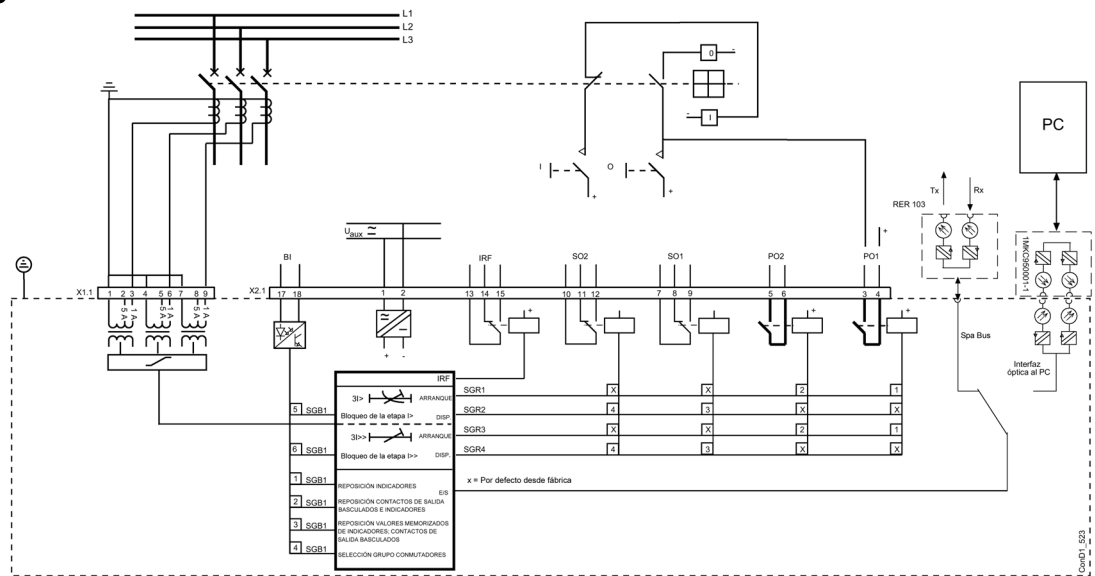 L1
L2
L3
0
-
I
-
PC
I
O
+
+
Tx
Rx
RER 103
1MKC950001-1
Uaux
+
BI
IRF
SO2
SO1
PO2
PO1
X1.1
1 2 3 4 5 6 7 8 9
X2.1
17 18 1 2 13 14 15 10 11 12 7 8 9 5 6 3 4
5 A
1 A
5 A
1 A
5 A
1 A
+ -
+
+
+
Spa Bus
Interfaz
óptica al PC
IRF
3I>
ARRANQUE
SGR1
X X 2 1
5 SGB1
Bloqueo de la etapa I>
DISP.
SGR2
4 3 X X
3I>>
ARRANQUE
SGR3
X X 2 1
6 SGB1
Bloqueo de la etapa I>>
DISP.
SGR4
4 3 X X
1 SGB1
REPOSICIÓN INDICADORES
E/S
x = Por defecto desde fábrica
2 SGB1
REPOSICIÓN CONTACTOS DE SALIDA
BASCULADOS E INDICADORES
3 SGB1
REPOSICIÓN VALORES MEMORIZADOS
DE INDICADORES; CONTACTOS DE
SALIDA BASCULADOS
4 SGB1
SELECCIÓN GRUPO CONMUTADORES
ConD1_523